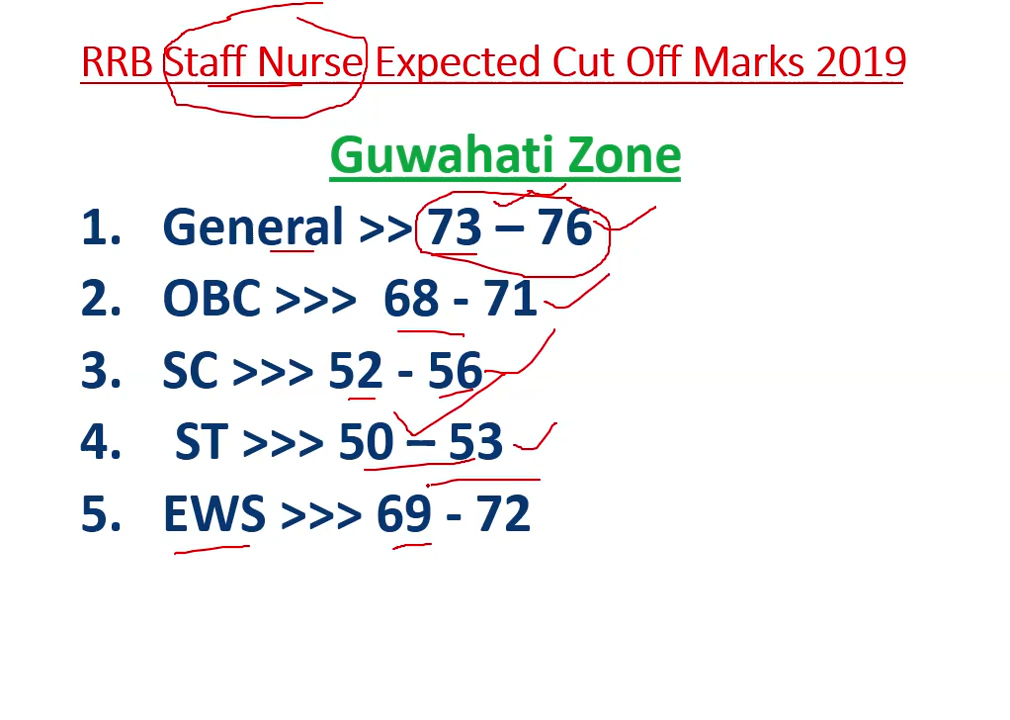 RRB Staff Nurse Expected Cut Off Marks 2019
Guwahati Zone
1. General >> 73 – 76
2. OBC >>> 68 - 71
3. SC >>> 52 - 56
4. ST >>> 50 – 53
5. EWS >>> 69 - 72